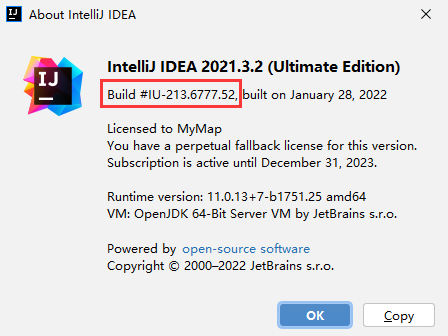 About IntelliJ IDEA
IJ
IntelliJ IDEA 2021.3.2 (Ultimate Edition)
Build #IU-213.6777.52, built on January 28, 2022
Licensed to MyMap
You have a perpetual fallback license for this version.
Subscription is active until December 31, 2023.
Runtime version: 11.0.13+7-b1751.25 amd64
VM: OpenJDK 64-Bit Server VM by JetBrains s.r.o.
Powered by open-source software
Copyright © 2000–2022 JetBrains s.r.o.
OK
Copy